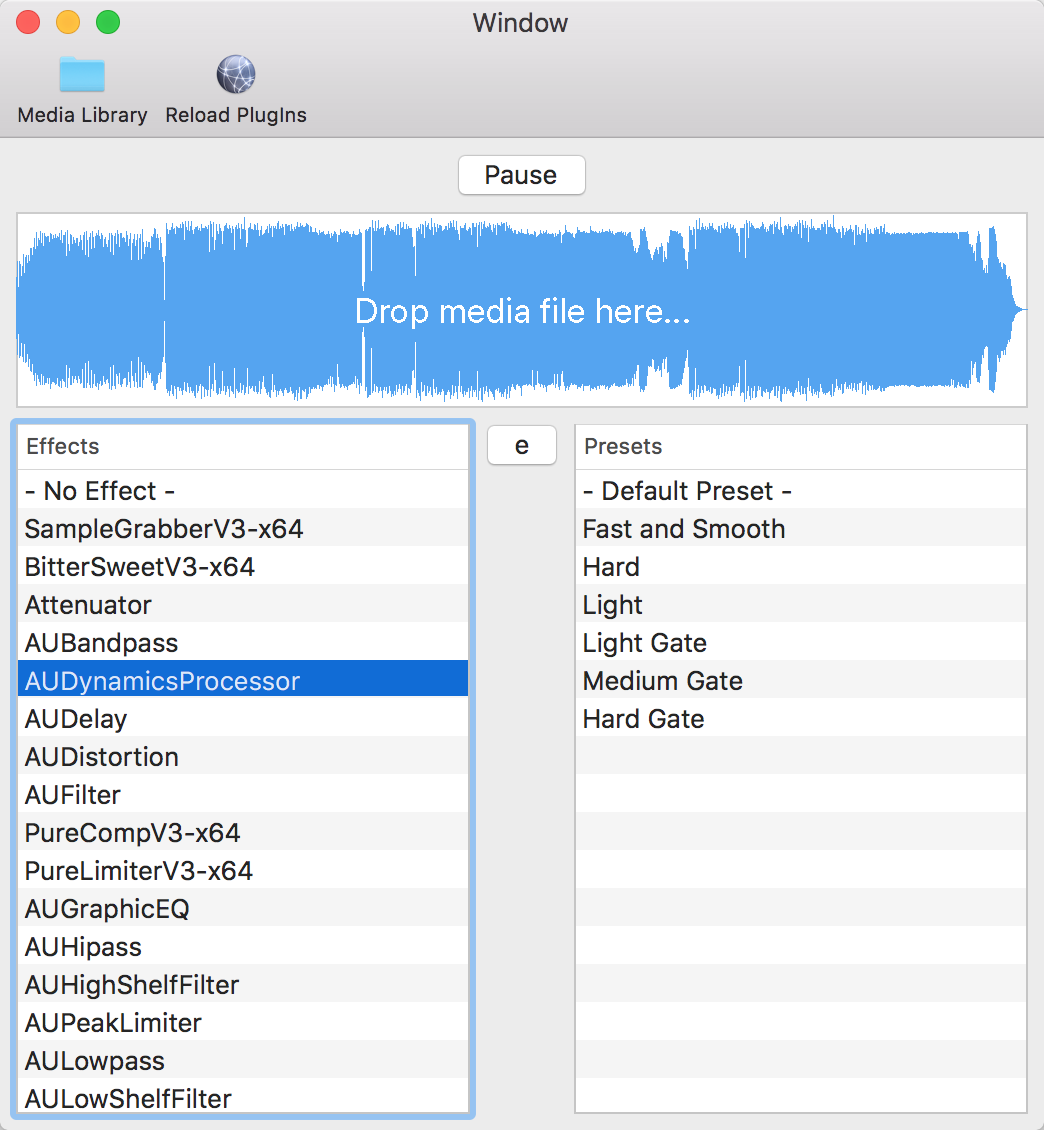 Window
Media Library
Reload PlugIns
Pause
Drop media file here...
Effects
- No Effect -
SampleGrabberV3-x64
BitterSweetV3-x64
Attenuator
AUBandpass
AUDynamicsProcessor
AUDelay
AUDistortion
AUFilter
PureCompV3-x64
PureLimiterV3-x64
AUGraphicEQ
AUHipass
AUHighShelfFilter
AUPeakLimiter
AULowpass
AULowShelfFilter
e
Presets
- Default Preset -
Fast and Smooth
Hard
Light
Light Gate
Medium Gate
Hard Gate